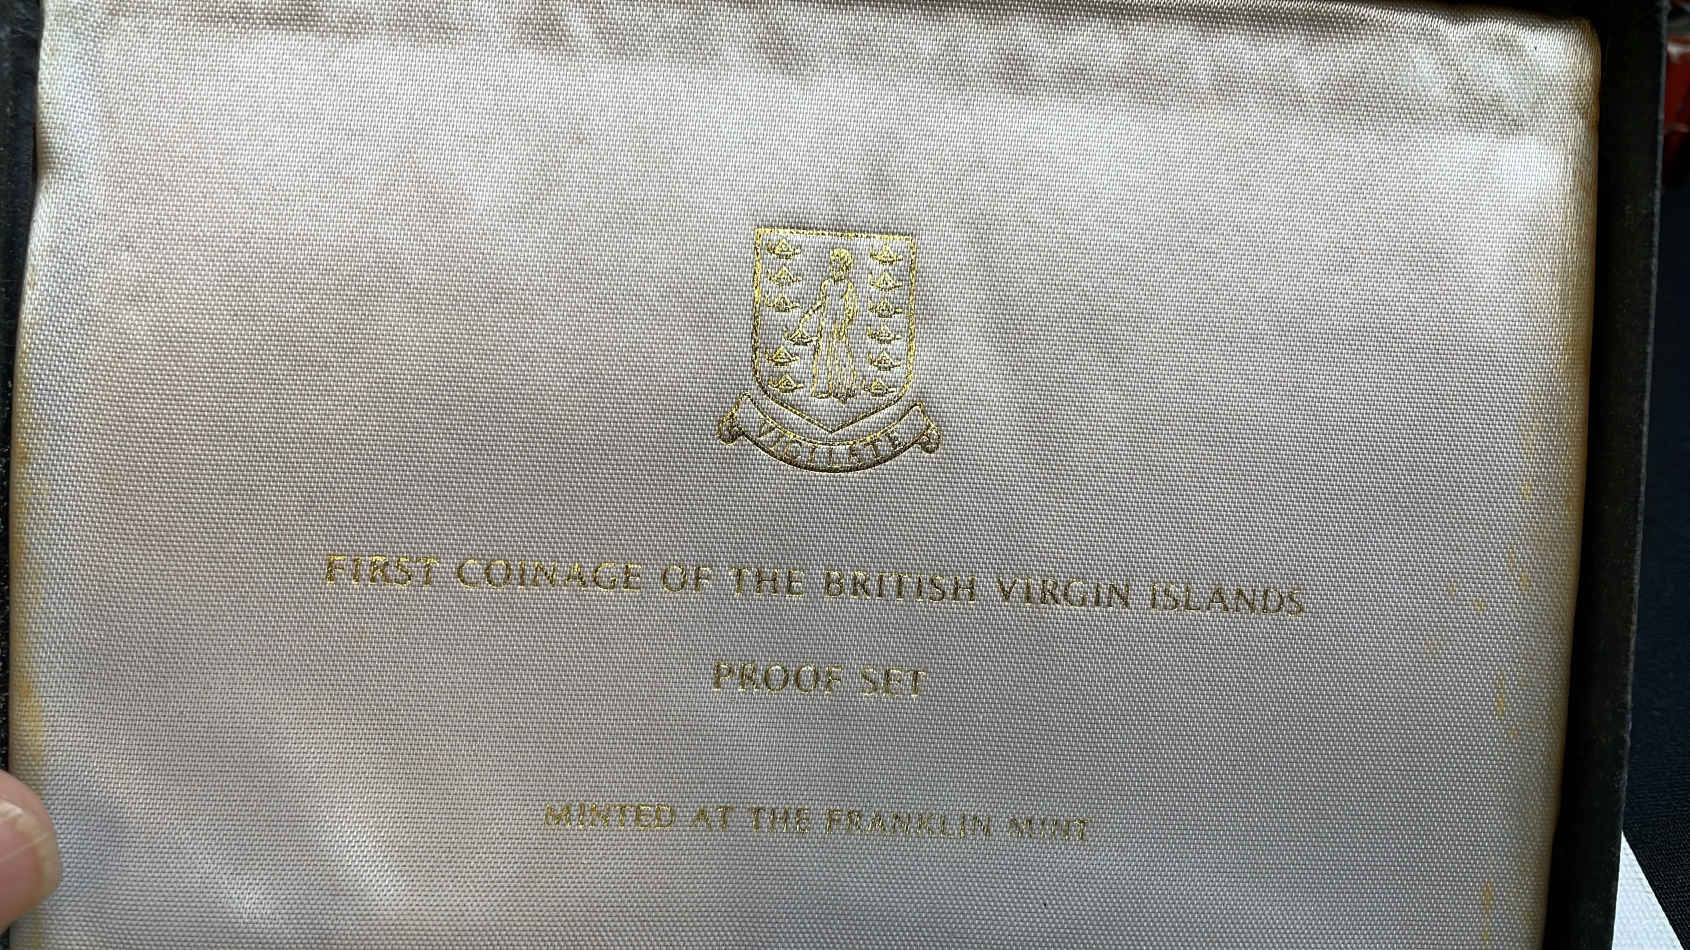 VIGILATE
FIRST COINAGE OF THE BRITISH VIRGIN ISLANDS
PROOF SET
MINTED AT THE FRANKLIN MINT